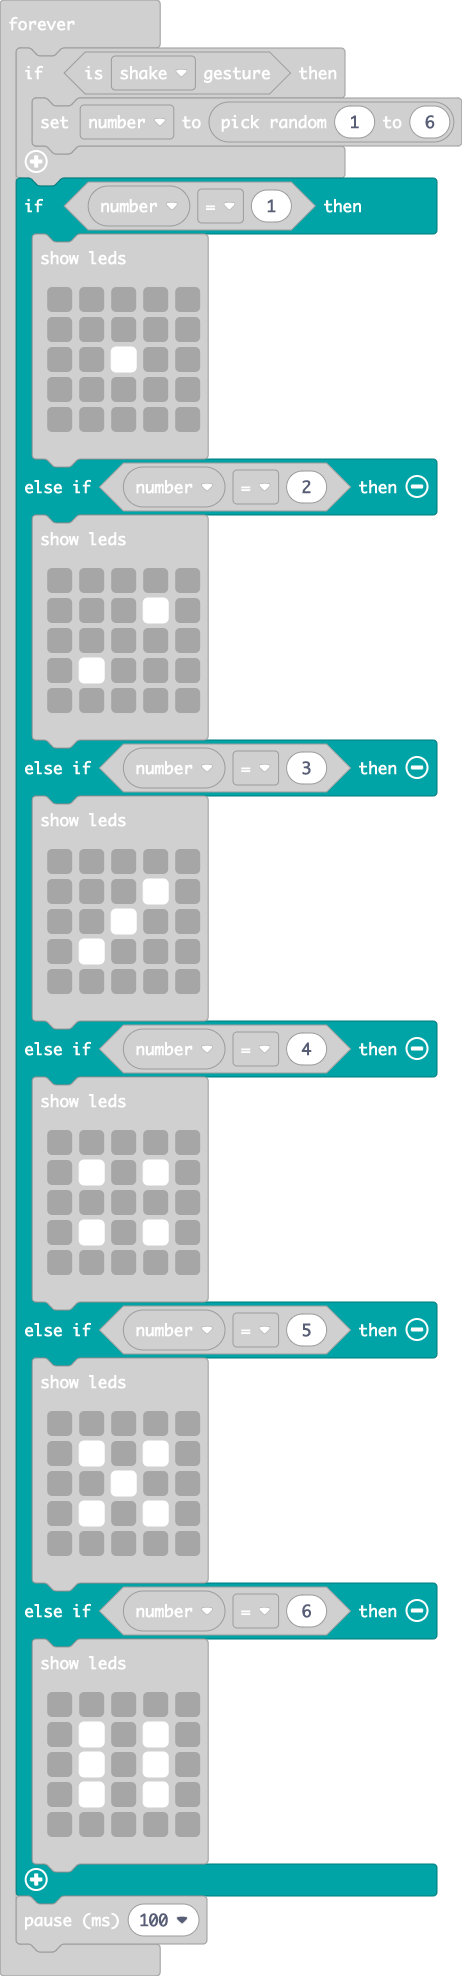 forever
if is shake gesture then
set number to pick random 1 to 6
if number = 1 then
show leds
else if number = 2 then
show leds
else if number = 3 then
show leds
else if number = 4 then
show leds
else if number = 5 then
show leds
else if number = 6 then
show leds
pause (ms) 100